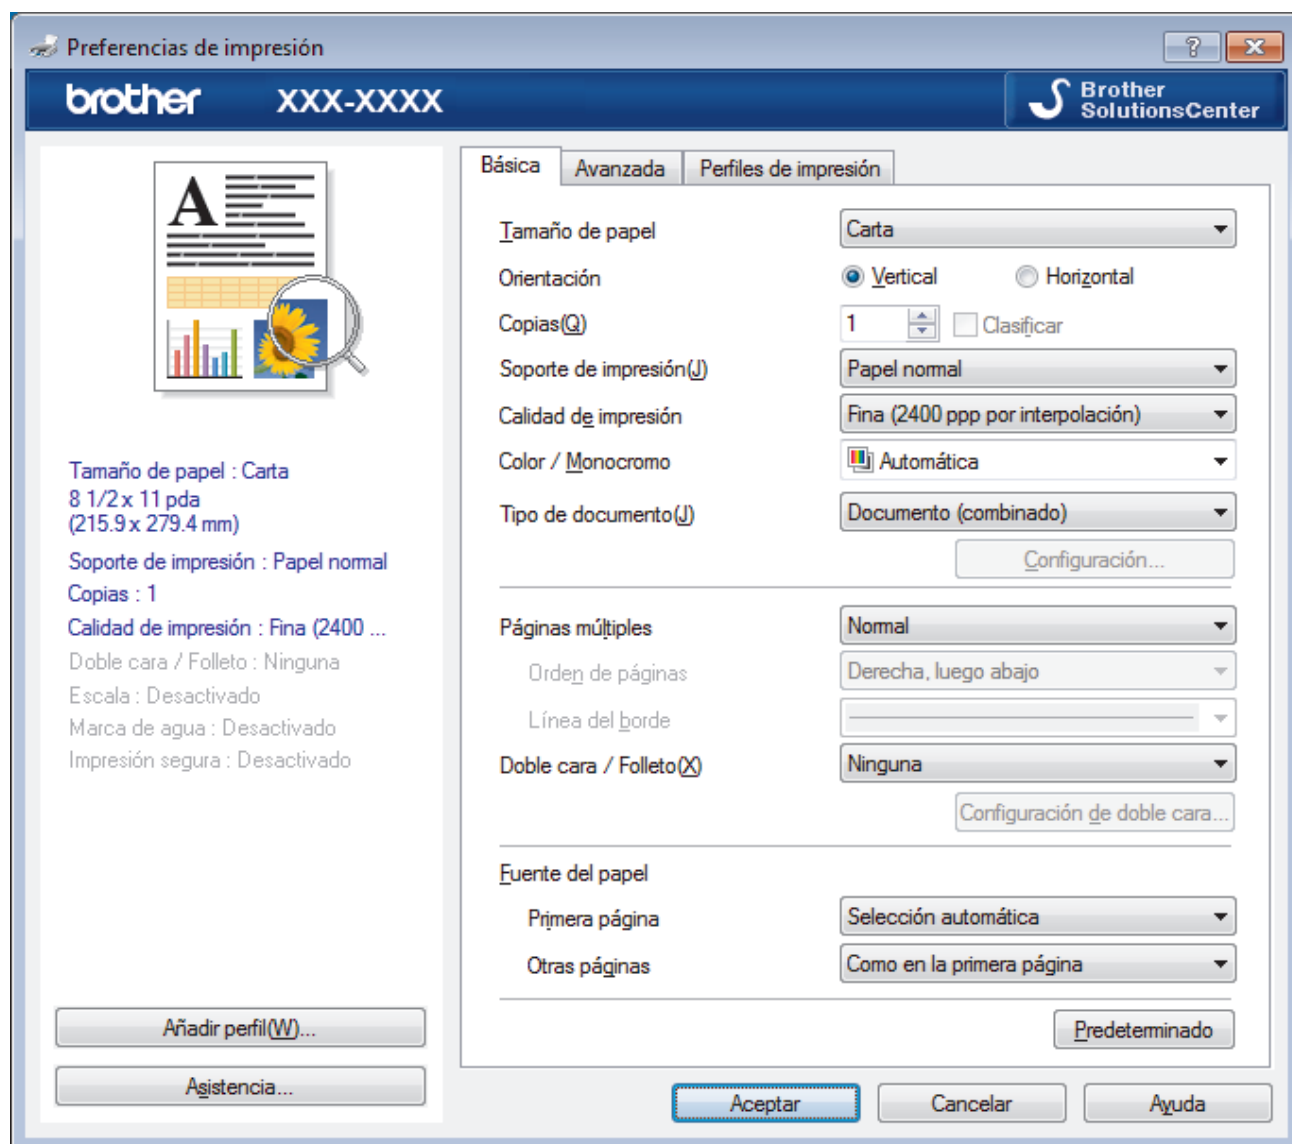 Preferencias de impresión
brother XXX-XXXX
Brother
SolutionsCenter
A
Tamaño de papel : Carta
8 1/2 x 11 pda
(215.9 x 279.4 mm)
Soporte de impresión : Papel normal
Copias : 1
Calidad de impresión : Fina (2400 ...
Doble cara / Folleto : Ninguna
Escala : Desactivado
Marca de agua : Desactivado
Impresión segura : Desactivado
Añadir perfil(W)...
Asistencia...
Básica Avanzada Perfiles de impresión
Tamaño de papel Carta
Orientación Vertical Horizontal
Copias(Q) 1 Clasificar
Soporte de impresión(J) Papel normal
Calidad de impresión Fina (2400 ppp por interpolación)
Color / Monocromo Automática
Tipo de documento(J) Documento (combinado)
Configuración...
Páginas múltiples Normal
Orden de páginas Derecha, luego abajo
Línea del borde
Doble cara / Folleto(X) Ninguna
Configuración de doble cara...
Fuente del papel
Primera página Selección automática
Otras páginas Como en la primera página
Predeterminado
Aceptar Cancelar Ayuda